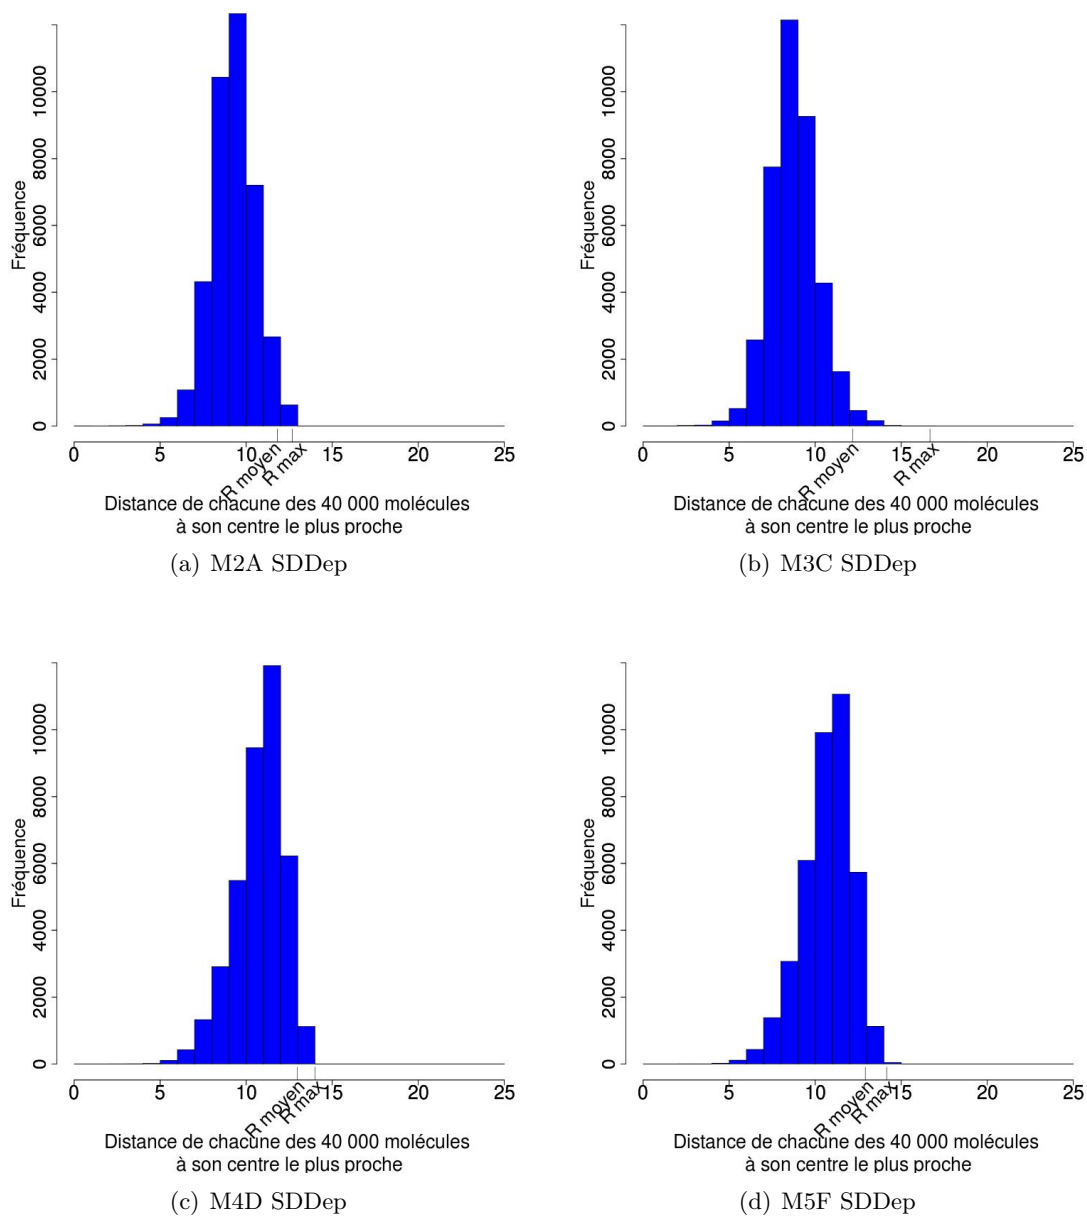 Fréquence
0 2000 4000 6000 8000 10000
0 5 10 15 20 25
R moyen
R max
Distance de chacune des 40 000 molécules
à son centre le plus proche
(a) M2A SDDep
Fréquence
0 2000 4000 6000 8000 10000
0 5 10 15 20 25
R moyen
R max
Distance de chacune des 40 000 molécules
à son centre le plus proche
(b) M3C SDDep
Fréquence
0 2000 4000 6000 8000 10000
0 5 10 15 20 25
R moyen
R max
Distance de chacune des 40 000 molécules
à son centre le plus proche
(c) M4D SDDep
Fréquence
0 2000 4000 6000 8000 10000
0 5 10 15 20 25
R moyen
R max
Distance de chacune des 40 000 molécules
à son centre le plus proche
(d) M5F SDDep